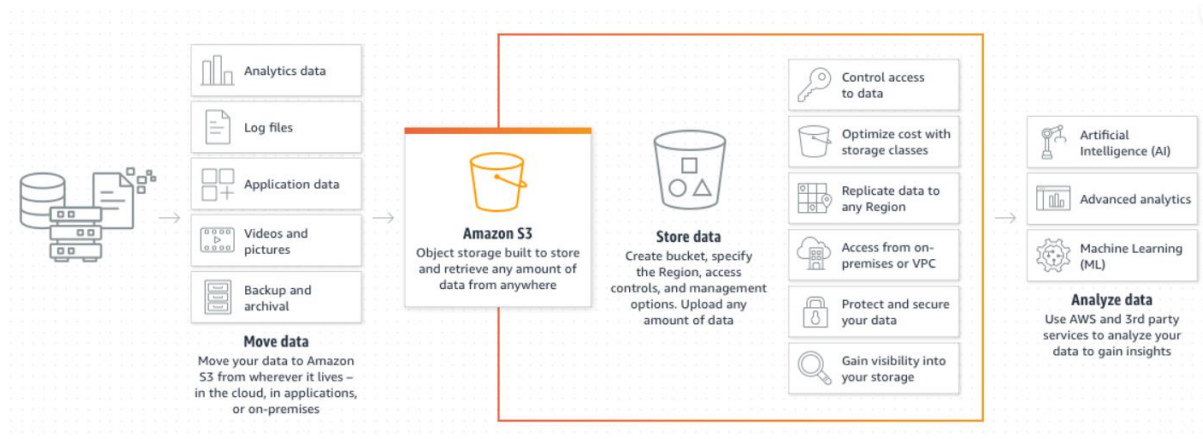 Analytics data
Log files
Application data
Videos and
pictures
Backup and
archival
Move data
Move your data to Amazon
S3 from wherever it lives –
in the cloud, in applications,
or on-premises
Amazon S3
Object storage built to store
and retrieve any amount of
data from anywhere
Store data
Create bucket, specify
the Region, access
controls, and management
options. Upload any
amount of data
Control access
to data
Optimize cost with
storage classes
Replicate data to
any Region
Access from on-
premises or VPC
Protect and secure
your data
Gain visibility into
your storage
Artificial
Intelligence (AI)
Advanced analytics
Machine Learning
(ML)
Analyze data
Use AWS and 3rd party
services to analyze your
data to gain insights